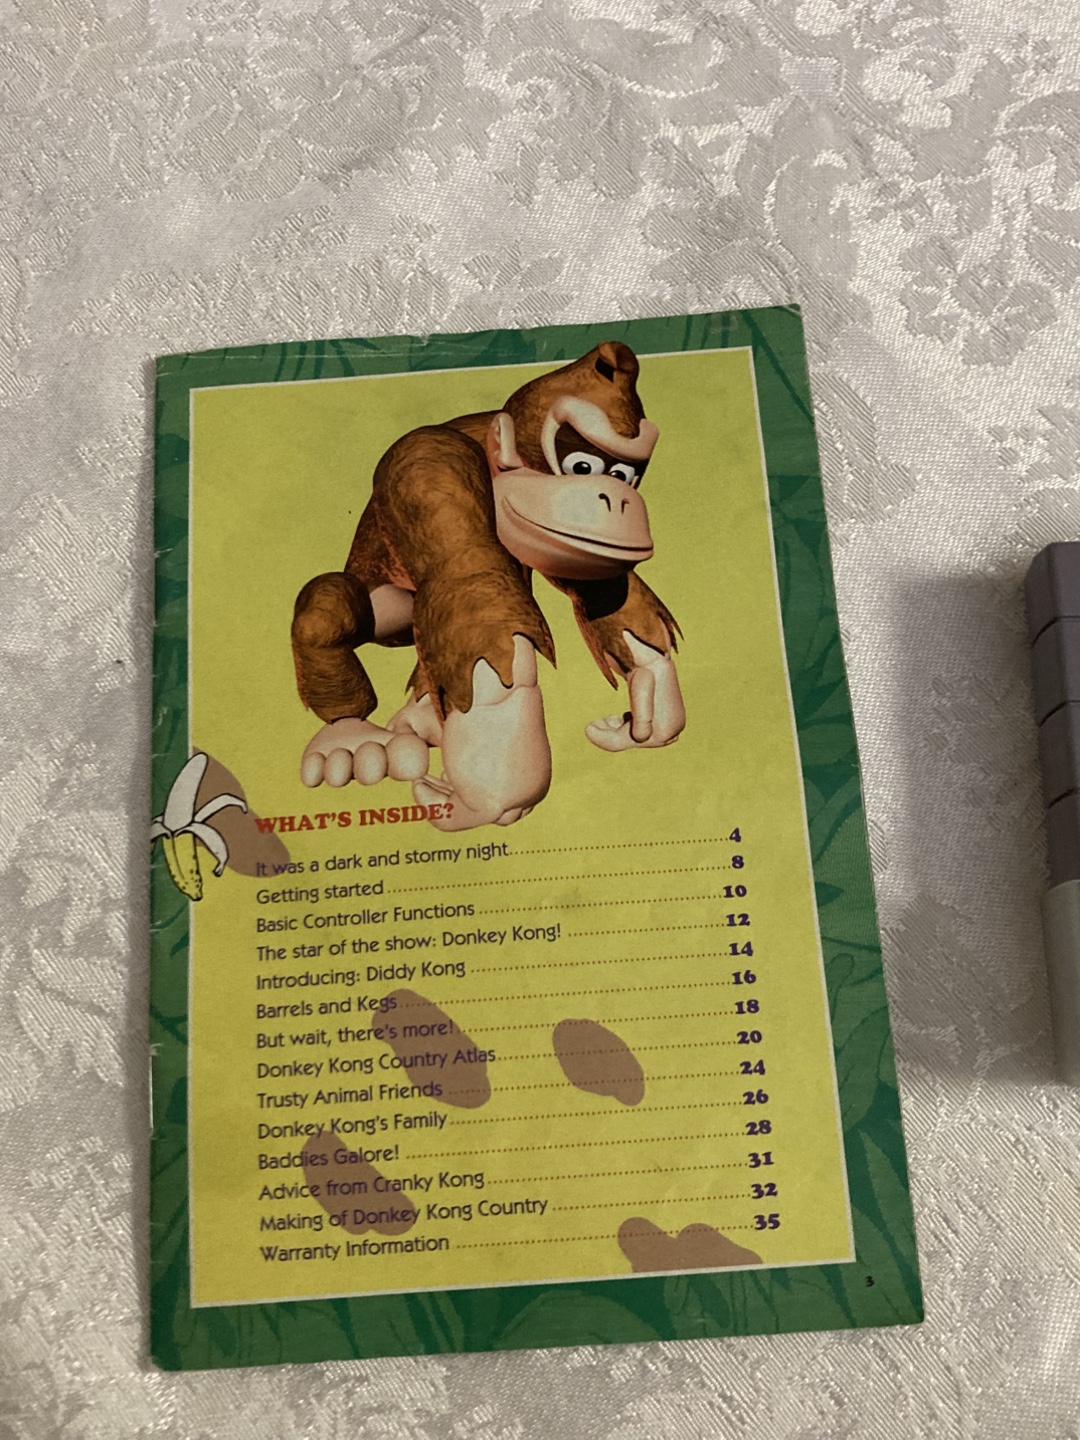 WHAT'S INSIDE?
It was a dark and stormy night..........4
Getting started..........8
Basic Controller Functions..........10
The star of the show: Donkey Kong!..........12
Introducing: Diddy Kong..........14
Barrels and Kegs..........16
But wait, there's more!..........18
Donkey Kong Country Atlas..........20
Trusty Animal Friends..........24
Donkey Kong's Family..........26
Baddies Galore!..........28
Advice from Cranky Kong..........31
Making of Donkey Kong Country..........32
Warranty Information..........35
3